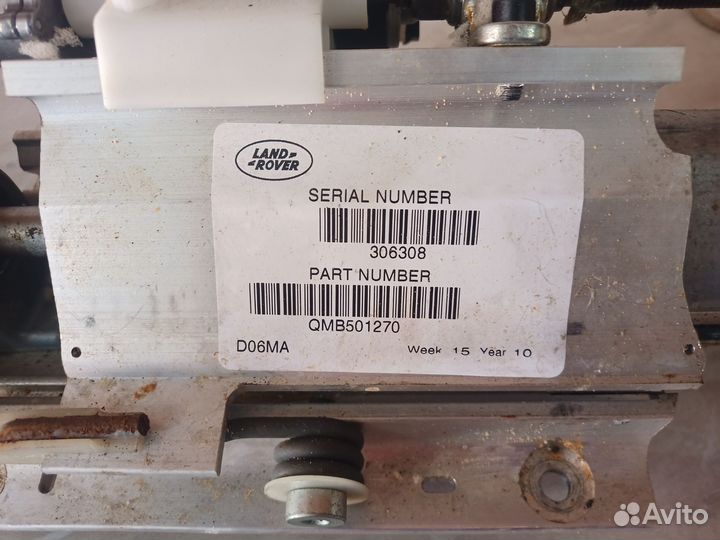 LAND-
-ROVER
SERIAL NUMBER
306308
PART NUMBER
QMB501270
D06MA Week 15 Year 10
Avito